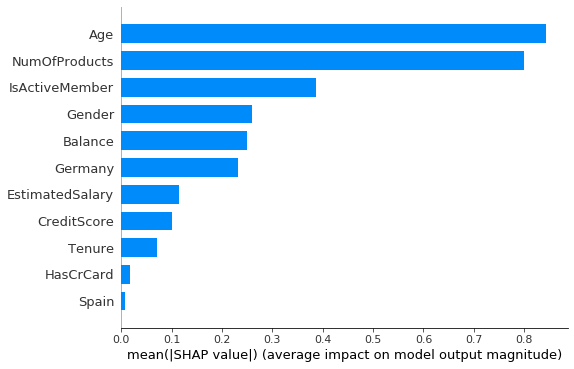 Age
NumOfProducts
IsActiveMember
Gender
Balance
Germany
EstimatedSalary
CreditScore
Tenure
HasCrCard
Spain
0.0 0.1 0.2 0.3 0.4 0.5 0.6 0.7 0.8
mean(|SHAP value|) (average impact on model output magnitude)